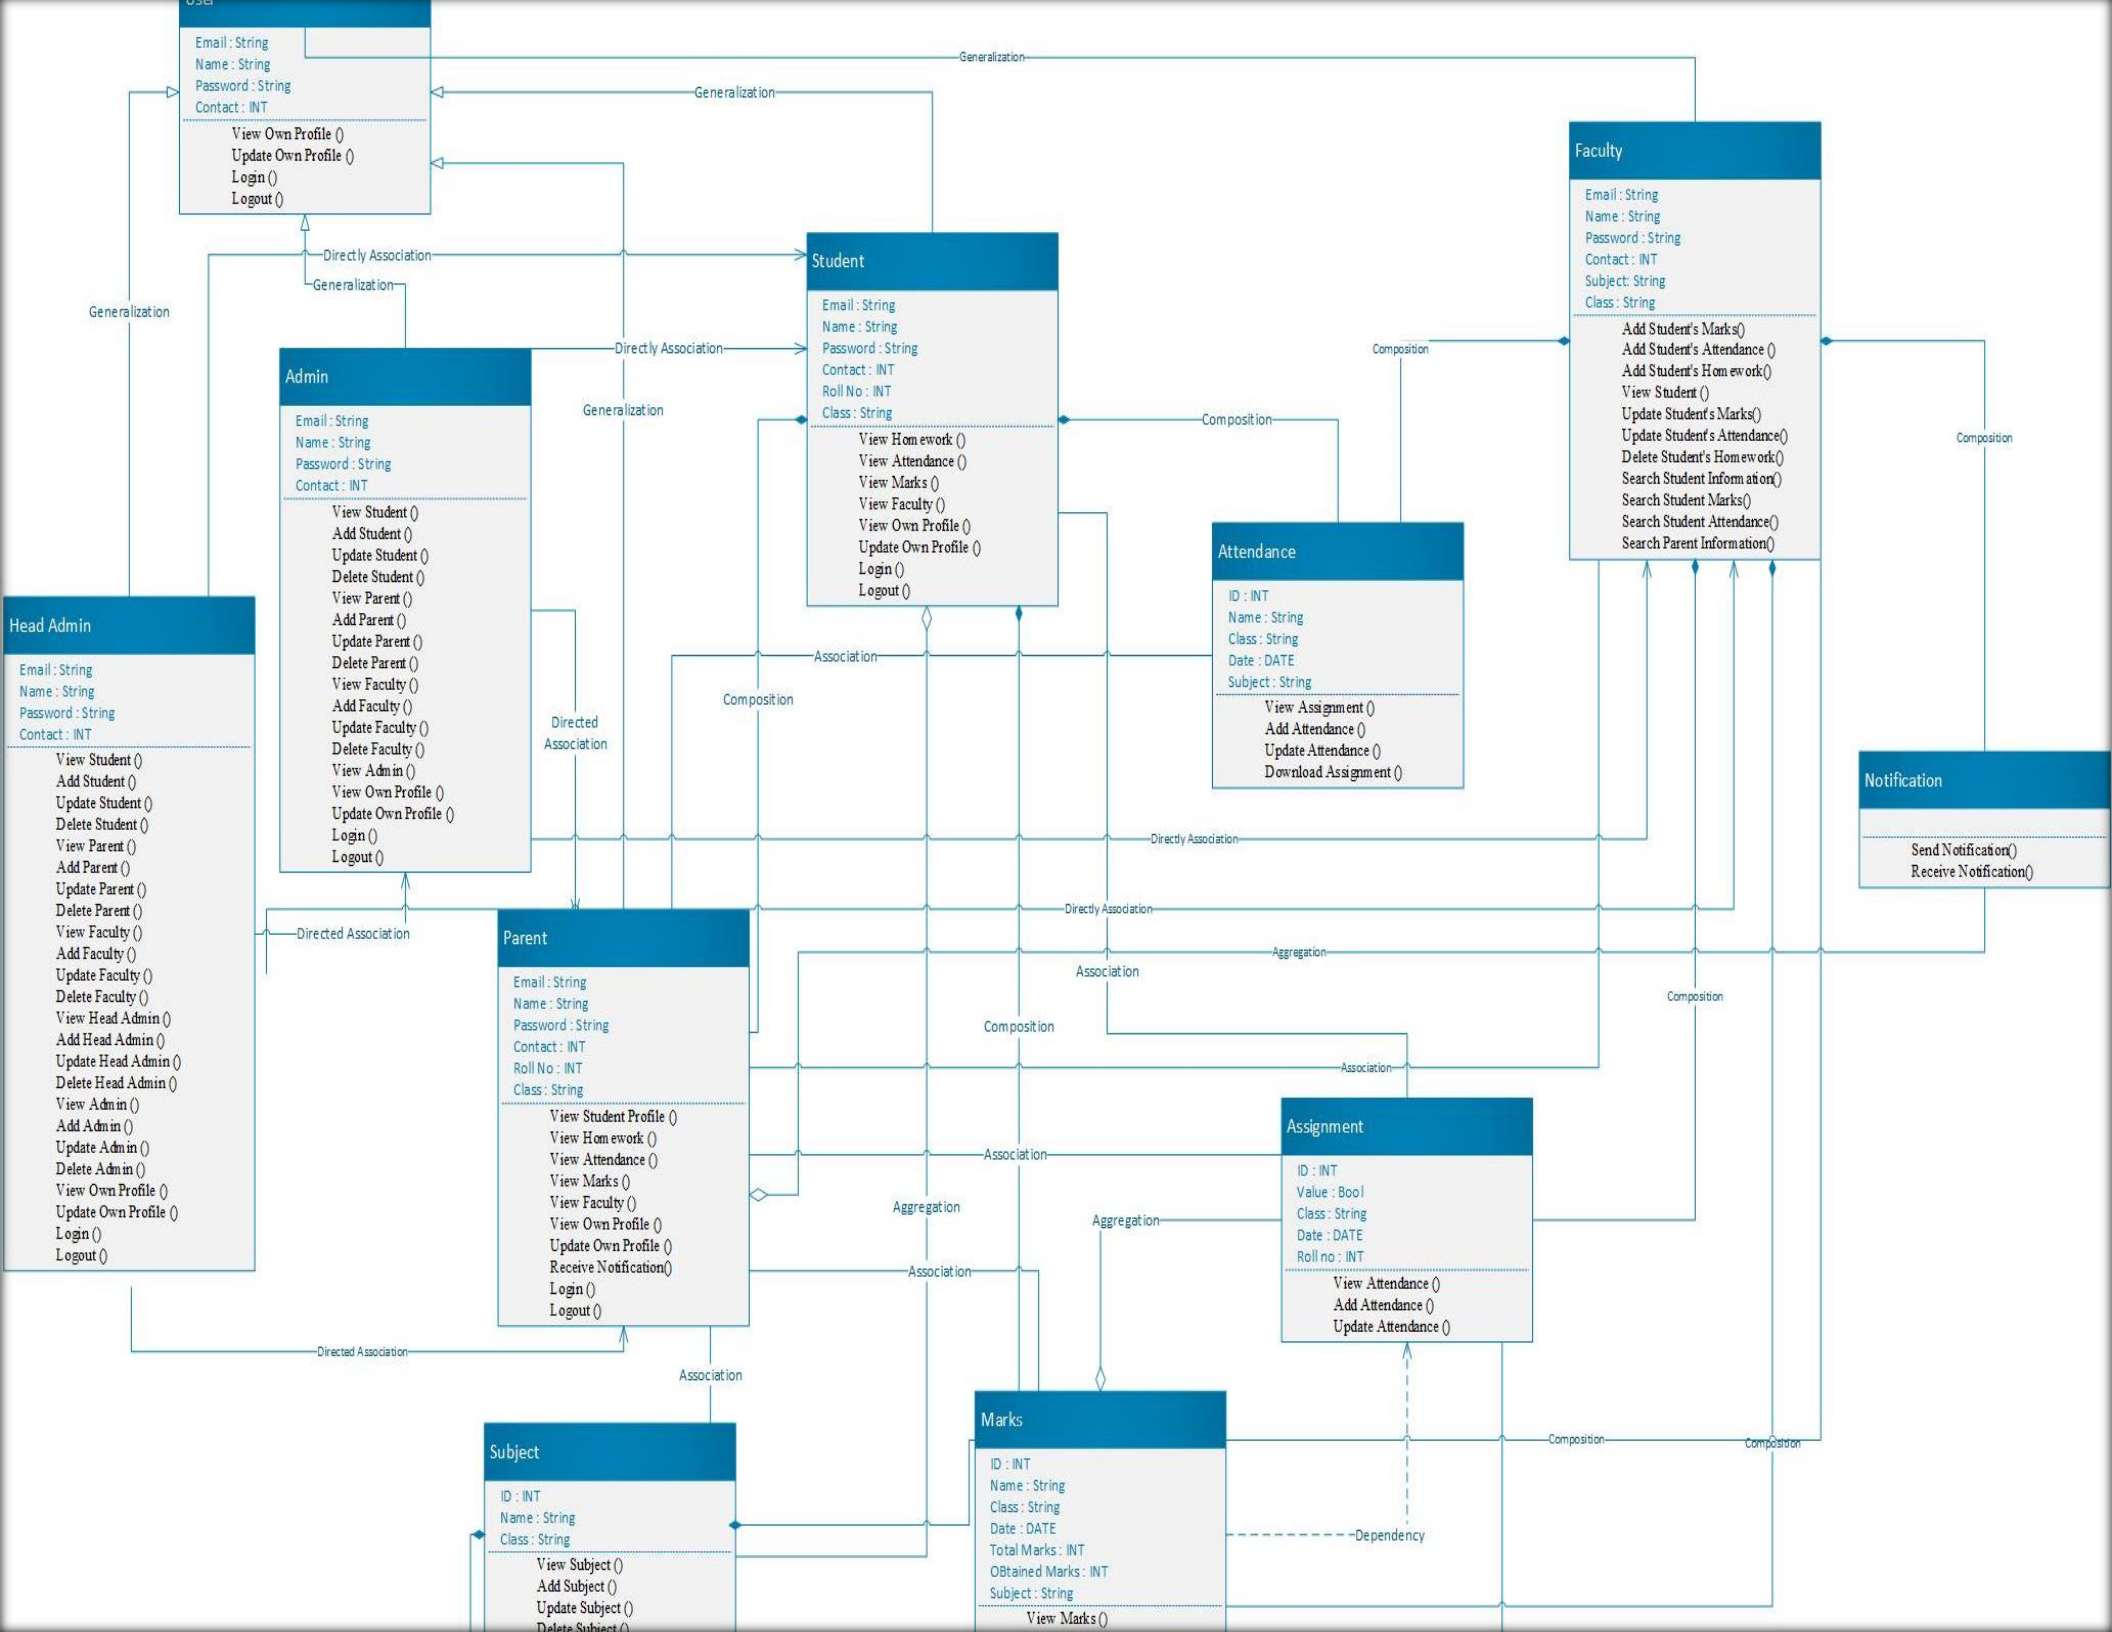 User
Email : String
Name : String
Password : String
Contact : INT
View Own Profile ()
Update Own Profile ()
Login ()
Logout ()
Generalization
Generalization
Directly Association
Generalization
Generalization
Directly Association
Generalization
Faculty
Email : String
Name : String
Password : String
Contact : INT
Subject: String
Class : String
Add Student's Marks()
Add Student's Attendance ()
Add Student's Homework()
View Student ()
Update Student's Marks()
Update Student's Attendance()
Delete Student's Homework()
Search Student Information()
Search Student Marks()
Search Student Attendance()
Search Parent Information()
Student
Email : String
Name : String
Password : String
Contact : INT
Roll No : INT
Class : String
View Homework ()
View Attendance ()
View Marks ()
View Faculty ()
View Own Profile ()
Update Own Profile ()
Login ()
Logout ()
Composition
Composition
Composition
Admin
Email : String
Name : String
Password : String
Contact : INT
View Student ()
Add Student ()
Update Student ()
Delete Student ()
View Parent ()
Add Parent ()
Update Parent ()
Delete Parent ()
View Faculty ()
Add Faculty ()
Update Faculty ()
Delete Faculty ()
View Admin ()
View Own Profile ()
Update Own Profile ()
Login ()
Logout ()
Attendance
ID : INT
Name : String
Class : String
Date : DATE
Subject : String
View Assignment ()
Add Attendance ()
Update Attendance ()
Download Assignment ()
Head Admin
Email : String
Name : String
Password : String
Contact : INT
View Student ()
Add Student ()
Update Student ()
Delete Student ()
View Parent ()
Add Parent ()
Update Parent ()
Delete Parent ()
View Faculty ()
Add Faculty ()
Update Faculty ()
Delete Faculty ()
View Head Admin ()
Add Head Admin ()
Update Head Admin ()
Delete Head Admin ()
View Admin ()
Add Admin ()
Update Admin ()
Delete Admin ()
View Own Profile ()
Update Own Profile ()
Login ()
Logout ()
Association
Composition
Directed
Association
Notification
Send Notification()
Receive Notification()
Directly Association
Directly Association
Directed Association
Aggregation
Association
Composition
Composition
Association
Parent
Email : String
Name : String
Password : String
Contact : INT
Roll No : INT
Class : String
View Student Profile ()
View Homework ()
View Attendance ()
View Marks ()
View Faculty ()
View Own Profile ()
Update Own Profile ()
Receive Notification()
Login ()
Logout ()
Assignment
ID : INT
Value : Bool
Class : String
Date : DATE
Roll no : INT
View Attendance ()
Add Attendance ()
Update Attendance ()
Association
Aggregation
Aggregation
Association
Directed Association
Association
Subject
ID : INT
Name : String
Class : String
View Subject ()
Add Subject ()
Update Subject ()
Delete Subject ()
Marks
ID : INT
Name : String
Class : String
Date : DATE
Total Marks : INT
OBtained Marks : INT
Subject : String
View Marks ()
Composition
Composition
Dependency